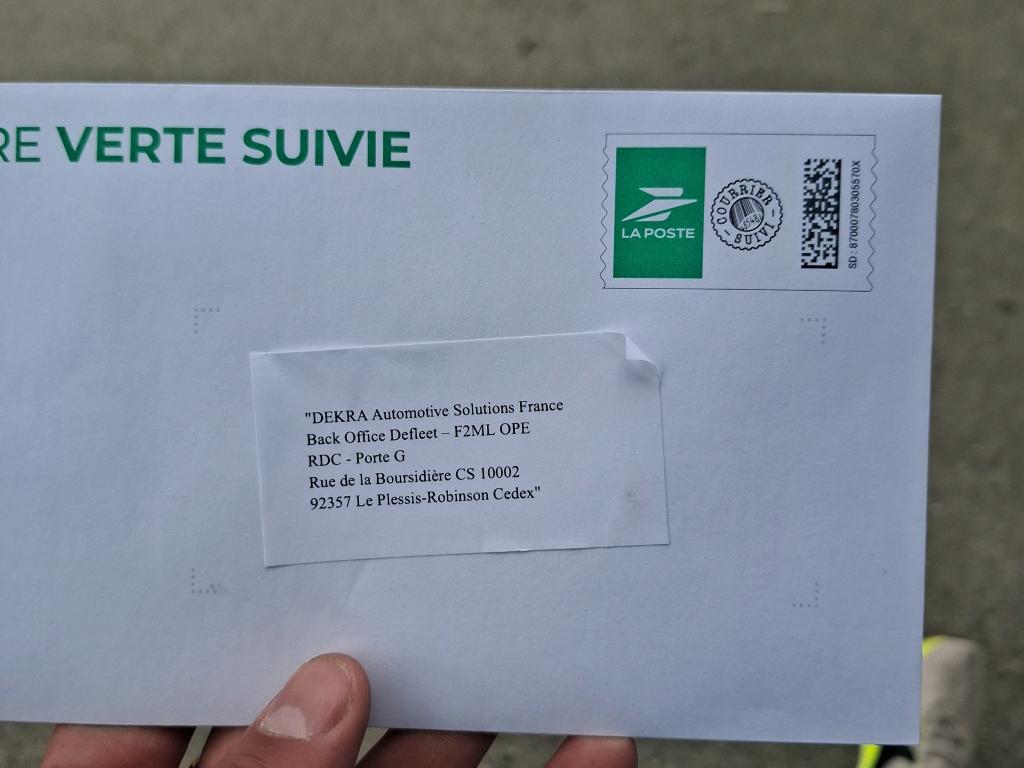 RE VERTE SUIVIE
LA POSTE
COURRIER
SUIVI
SD : 87000780305570X
"DEKRA Automotive Solutions France
Back Office Defleet – F2ML OPE
RDC - Porte G
Rue de la Boursidière CS 10002
92357 Le Plessis-Robinson Cedex"